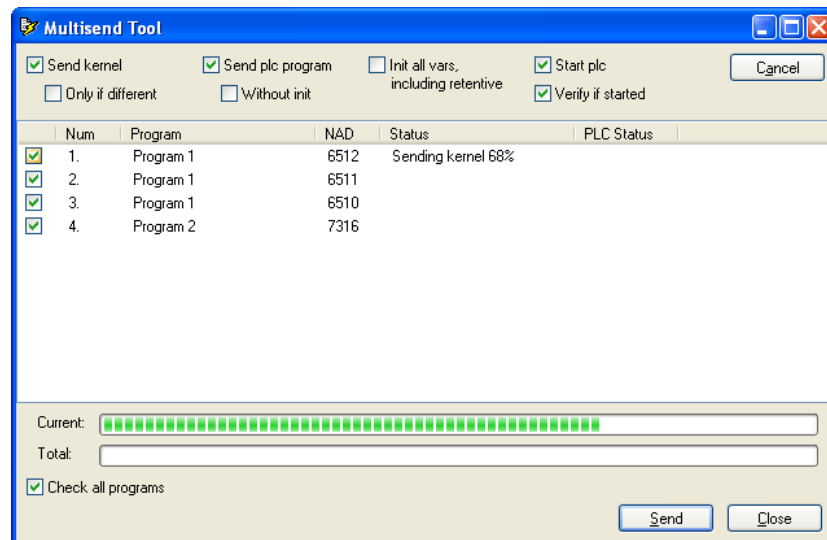 Multisend Tool
Send kernel Send plc program Init all vars, including retentive Start plc Cancel
Only if different Without init Verify if started
Num Program NAD Status PLC Status
1. Program 1 6512 Sending kernel 68%
2. Program 1 6511
3. Program 1 6510
4. Program 2 7316
Current:
Total:
Check all programs
Send Close